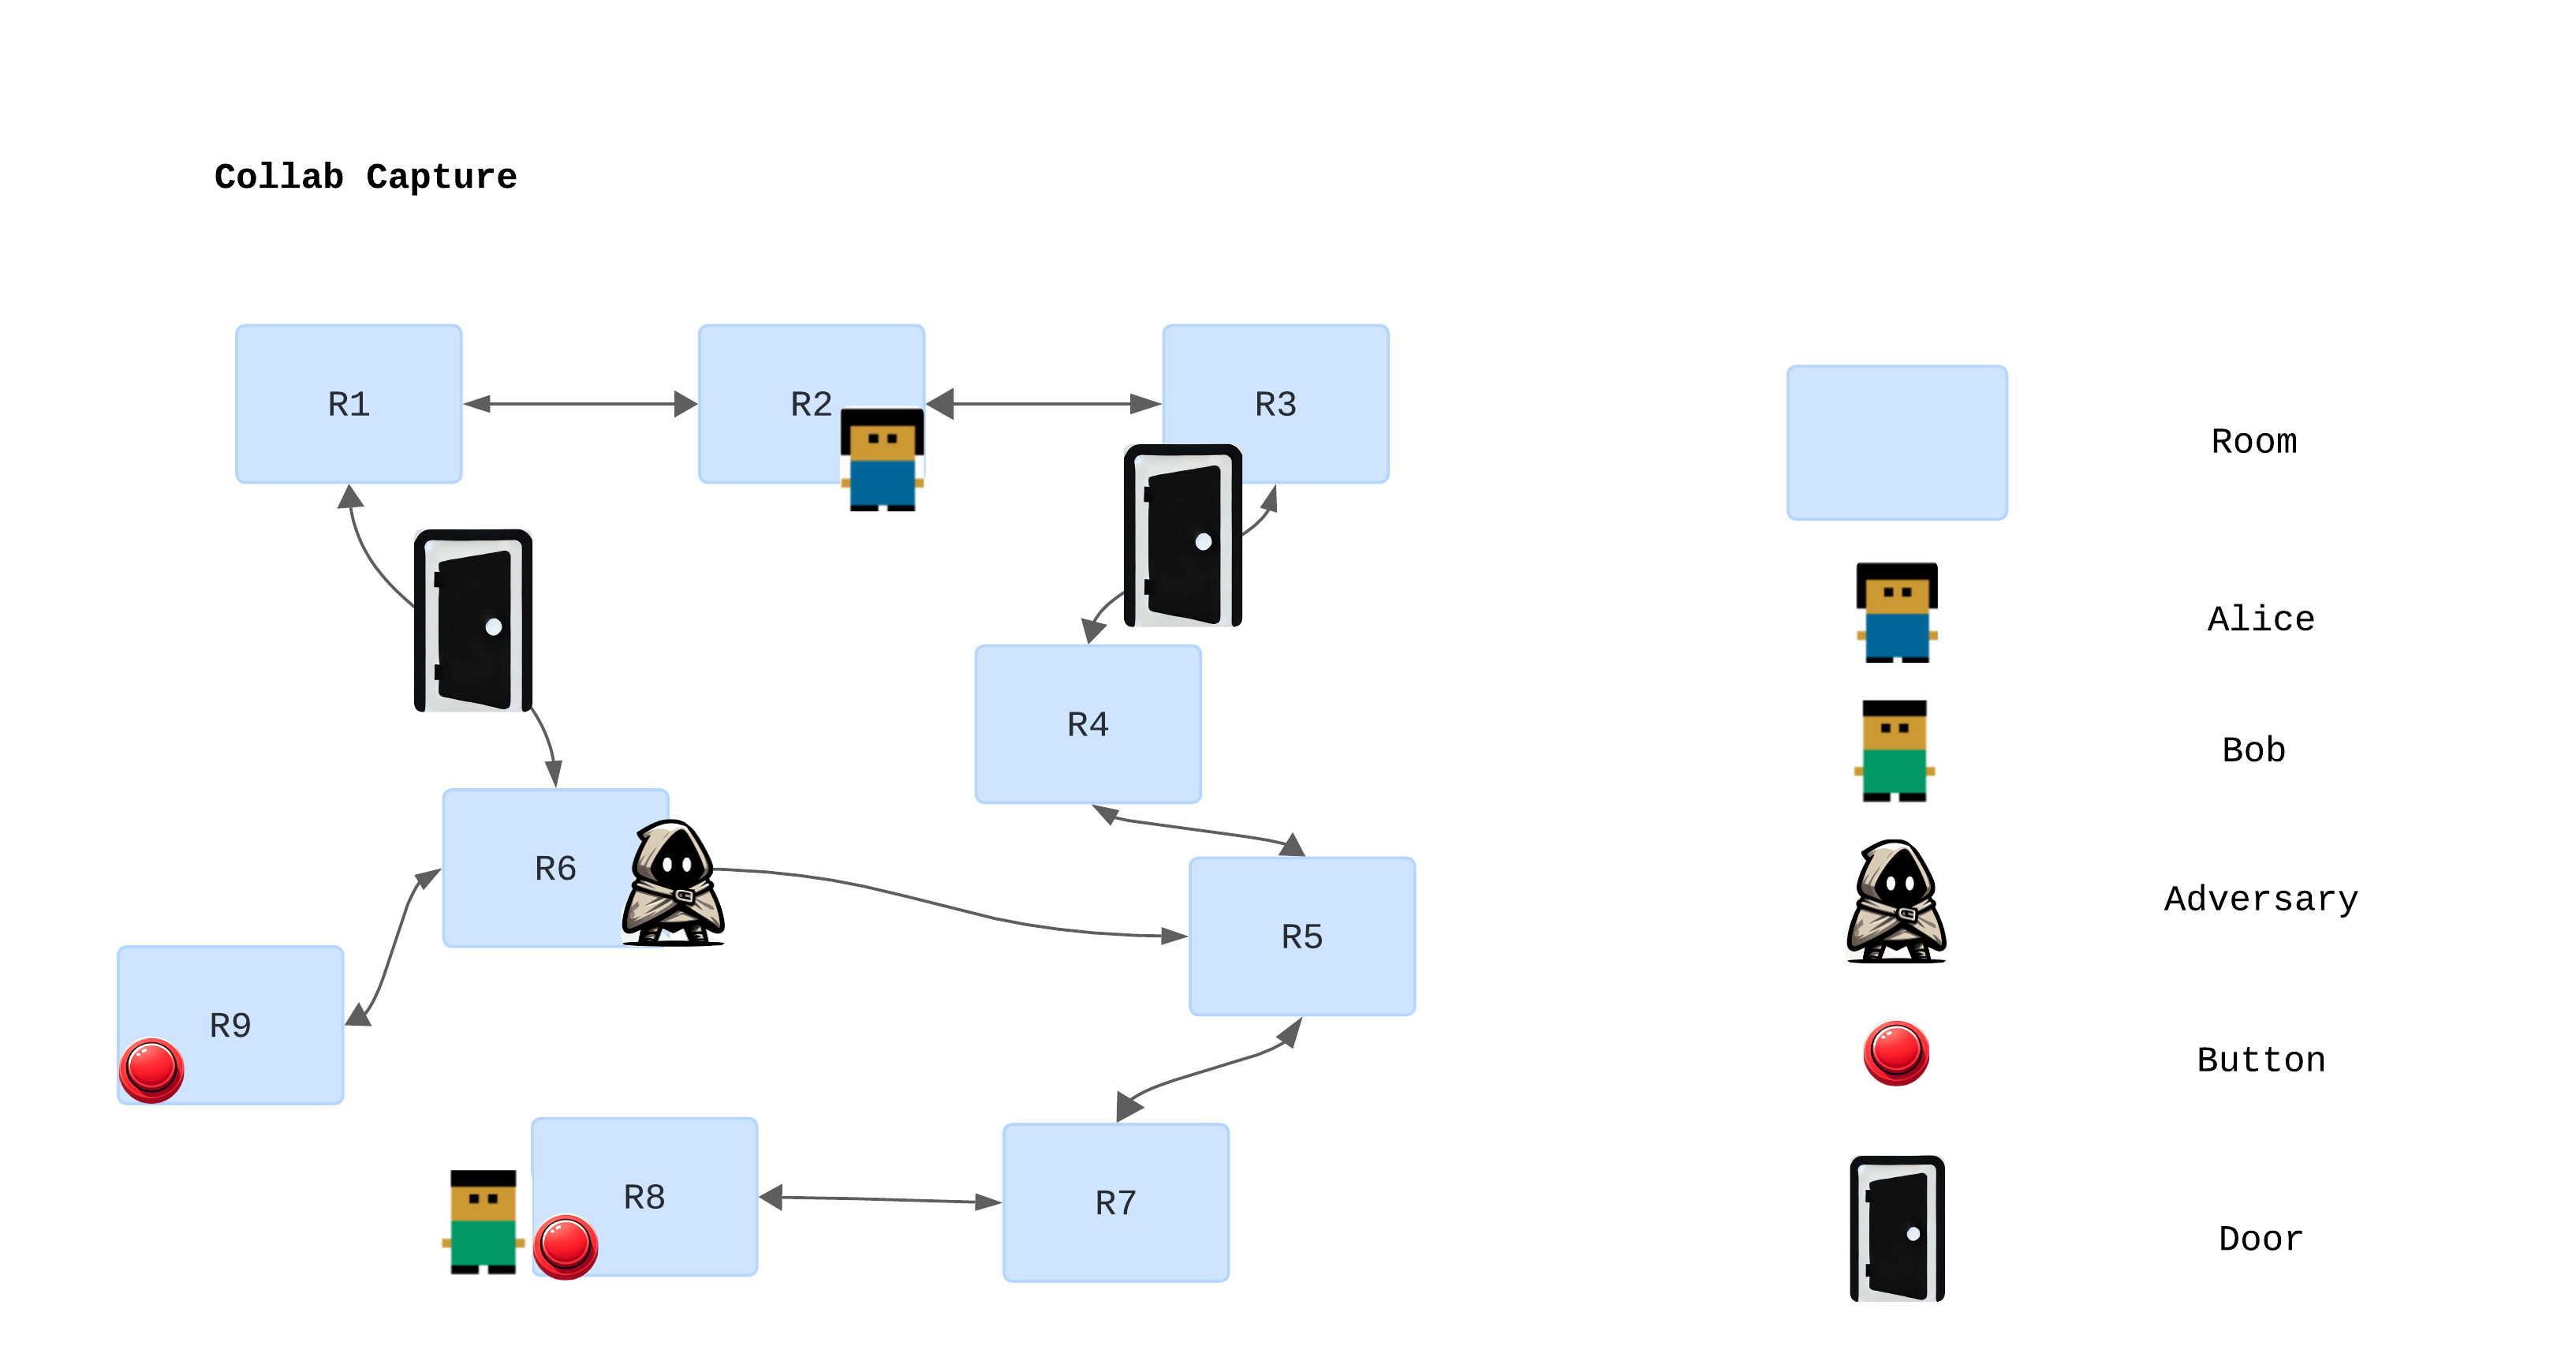 Collab Capture
R1
R2
R3
Room
Alice
R4
Bob
R6
Adversary
R5
R9
Button
R8
R7
Door